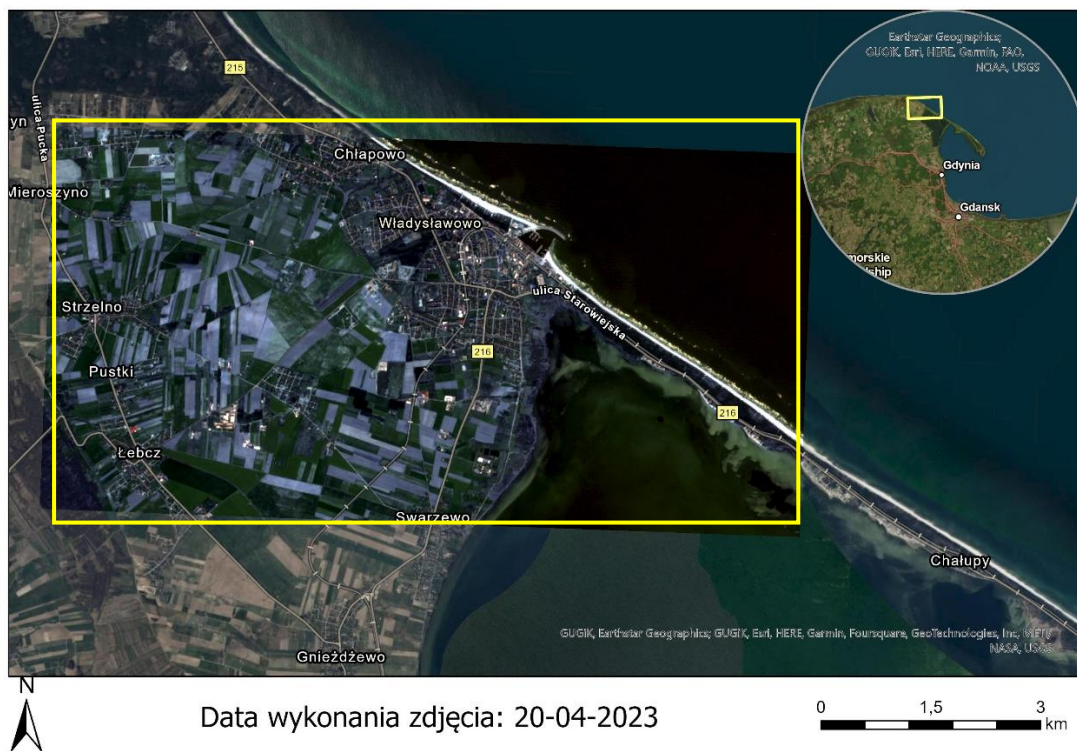 Earthstar Geographics;
GUGIK, Esri, HERE, Garmin, FAO,
NOAA, USGS
215
ulica Pucka
yn
Gdynia
Chłapowo
Mieroszyno
Gdansk
Władysławowo
morskie
dship
ulica Starowiejska
Strzelno
216
Pustki
216
Łebcz
Swarzewo
Chałupy
GUGIK, Earthstar Geographics; GUGIK, Esri, HERE, Garmin, Foursquare, GeoTechnologies, Inc, METI/
NASA, USGS
Gnieżdżewo
N
Data wykonania zdjęcia: 20-04-2023
0 1,5 3
km